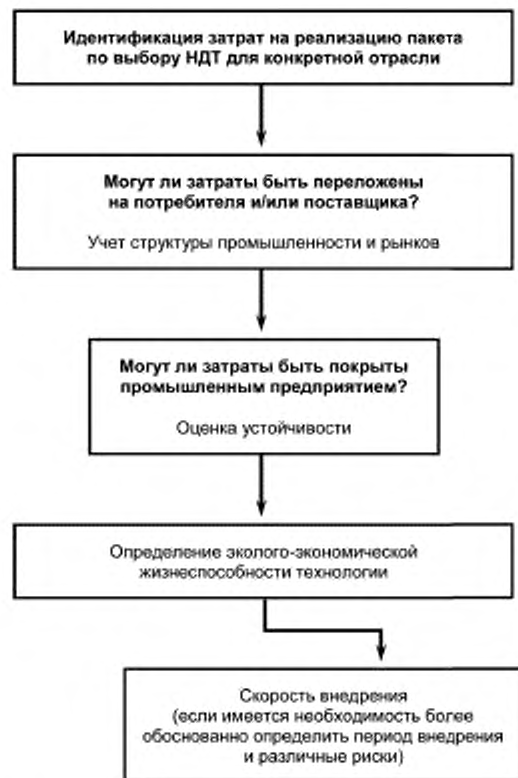 Идентификация затрат на реализацию пакета
по выбору НДТ для конкретной отрасли
Могут ли затраты быть переложены
на потребителя и/или поставщика?
Учет структуры промышленности и рынков
Могут ли затраты быть покрыты
промышленным предприятием?
Оценка устойчивости
Определение эколого-экономической
жизнеспособности технологии
Скорость внедрения
(если имеется необходимость более
обоснованно определить период внедрения
и различные риски)